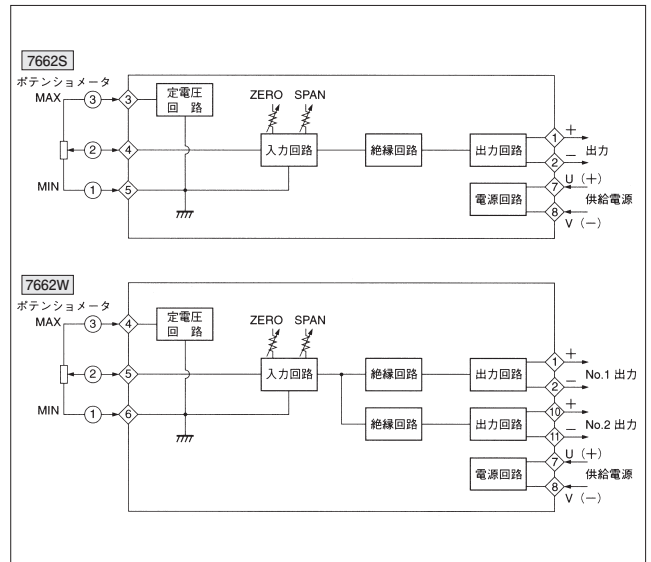 7662S
ポテンショメータ
MAX ③ 3 定電圧
回 路
ZERO SPAN
② 4 入力回路 絶縁回路 出力回路 1 +
出力
2 −
MIN ① 5 電源回路 7 U (+)
供給電源
8
V (−)
7662W
ポテンショメータ
MAX ③ 4 定電圧
回 路
ZERO SPAN
② 5 入力回路 絶縁回路 出力回路 1 +
No.1 出力
2 −
MIN ① 6 絶縁回路 出力回路 10 +
No.2 出力
11 −
電源回路 7 U (+)
供給電源
8
V (−)